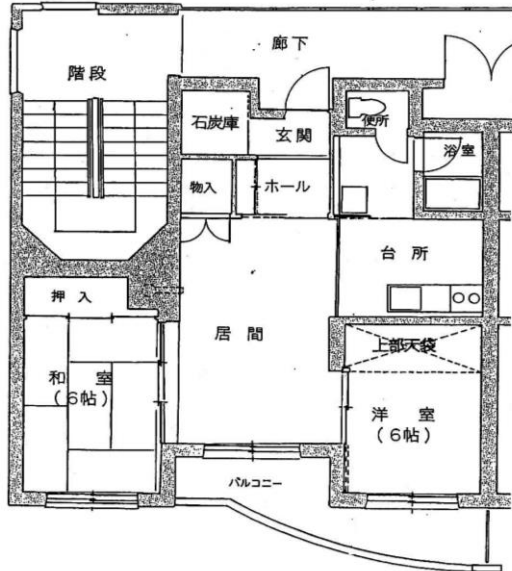 廊下
階段
石炭庫
玄関
便所
浴室
物入
ホール
台所
押入
居間
上部天袋
和室
(6帖)
洋室
(6帖)
バルコニー